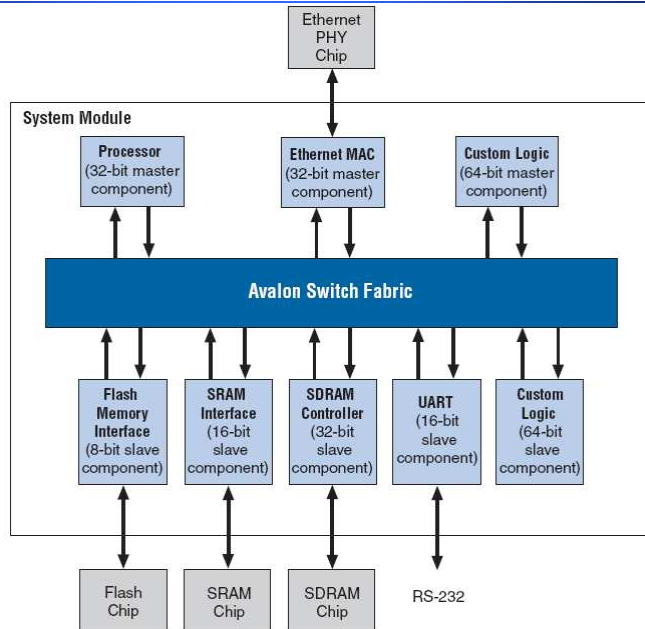 Ethernet
PHY
Chip
System Module
Processor
(32-bit master
component)
Ethernet MAC
(32-bit master
component)
Custom Logic
(64-bit master
component)
Avalon Switch Fabric
Flash
Memory
Interface
(8-bit slave
component)
SRAM
Interface
(16-bit
slave
component)
SDRAM
Controller
(32-bit
slave
component)
UART
(16-bit
slave
component)
Custom
Logic
(64-bit
slave
component)
Flash
Chip
SRAM
Chip
SDRAM
Chip
RS-232